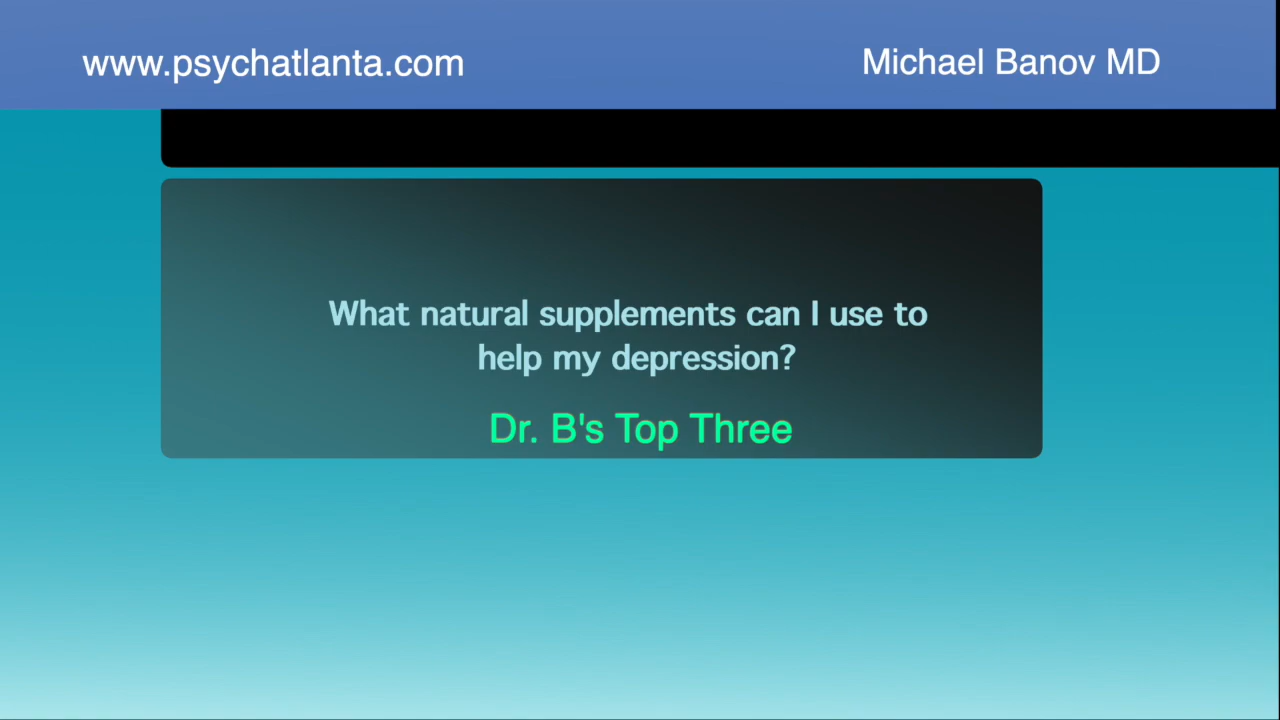 www.psychatlanta.com
Michael Banov MD
What natural supplements can I use to
help my depression?
Dr. B's Top Three